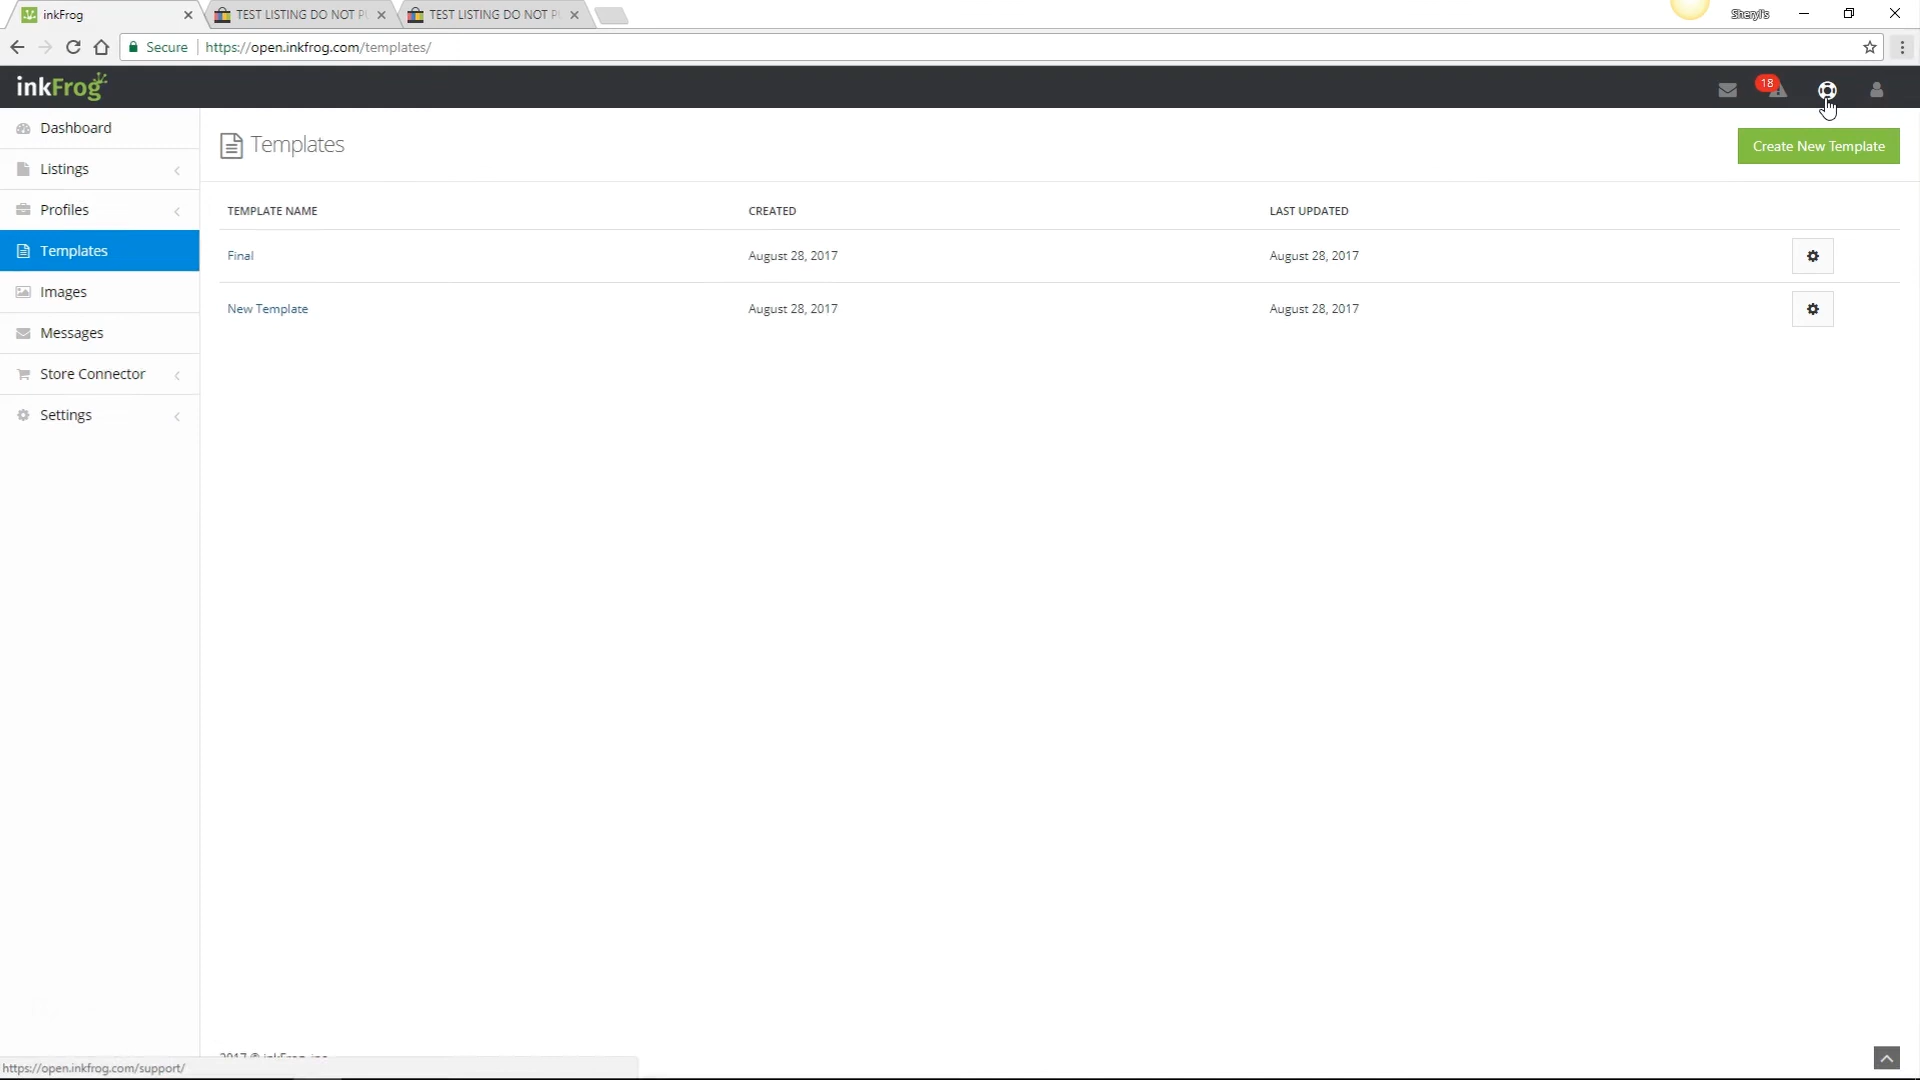 inkFrog
TEST LISTING DO NOT P
TEST LISTING DO NOT P
Sheryl's
Secure https://open.inkfrog.com/templates/
inkFrog
18
Dashboard
Listings
Profiles
Templates
Images
Messages
Store Connector
Settings
Templates
Create New Template
TEMPLATE NAME CREATED LAST UPDATED
Final August 28, 2017 August 28, 2017
New Template August 28, 2017 August 28, 2017
2017 © inkFrog, inc
https://open.inkfrog.com/support/